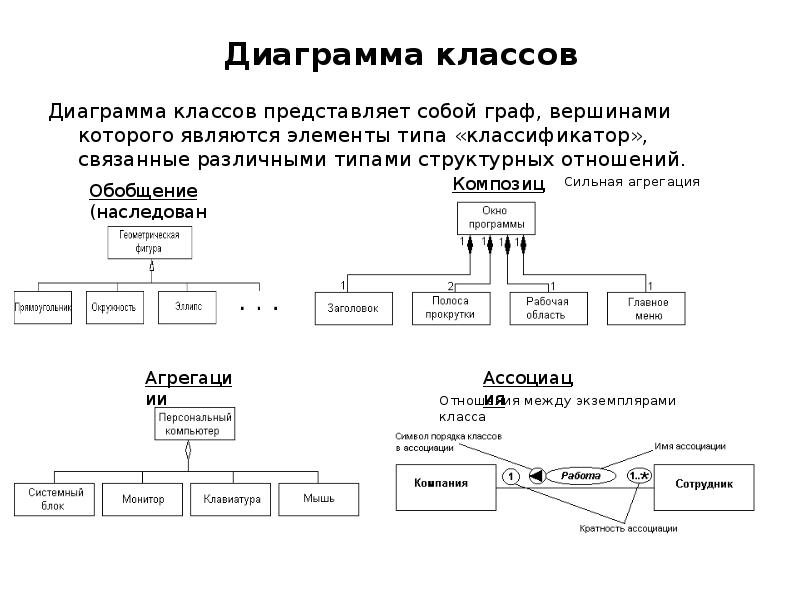 Диаграмма классов
Диаграмма классов представляет собой граф, вершинами
которого являются элементы типа «классификатор»,
связанные различными типами структурных отношений.
Обобщение
(наследован
Геометрическая
фигура
Прямоугольник
Окружность
Эллипс
. . .
Композиц
Сильная агрегация
Окно
программы
1 1 1 1
1 2 1 1
Заголовок
Полоса
прокрутки
Рабочая
область
Главное
меню
Агрегаци
ии
Персональный
компьютер
Системный
блок
Монитор
Клавиатура
Мышь
Ассоциац
ия
Отношения между экземплярами
класса
Символ порядка классов
в ассоциации
Имя ассоциации
Компания
1
Работа
1..*
Сотрудник
Кратность ассоциации